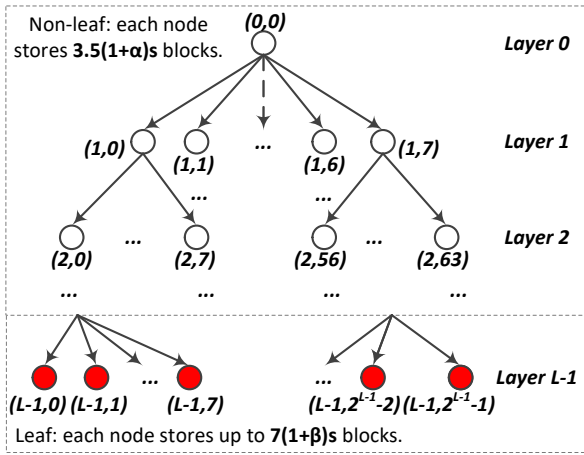 Non-leaf: each node
stores 3.5(1+α)s blocks.
(0,0)
Layer 0
(1,0)
(1,1)
...
(1,6)
(1,7)
Layer 1
...
...
(2,0)
...
(2,7)
(2,56)
...
(2,63)
Layer 2
...
...
...
...
(L-1,0)
(L-1,1)
...
(L-1,7)
...
(L-1,2^{L-1}-2)
(L-1,2^{L-1}-1)
Layer L-1
Leaf: each node stores up to 7(1+β)s blocks.